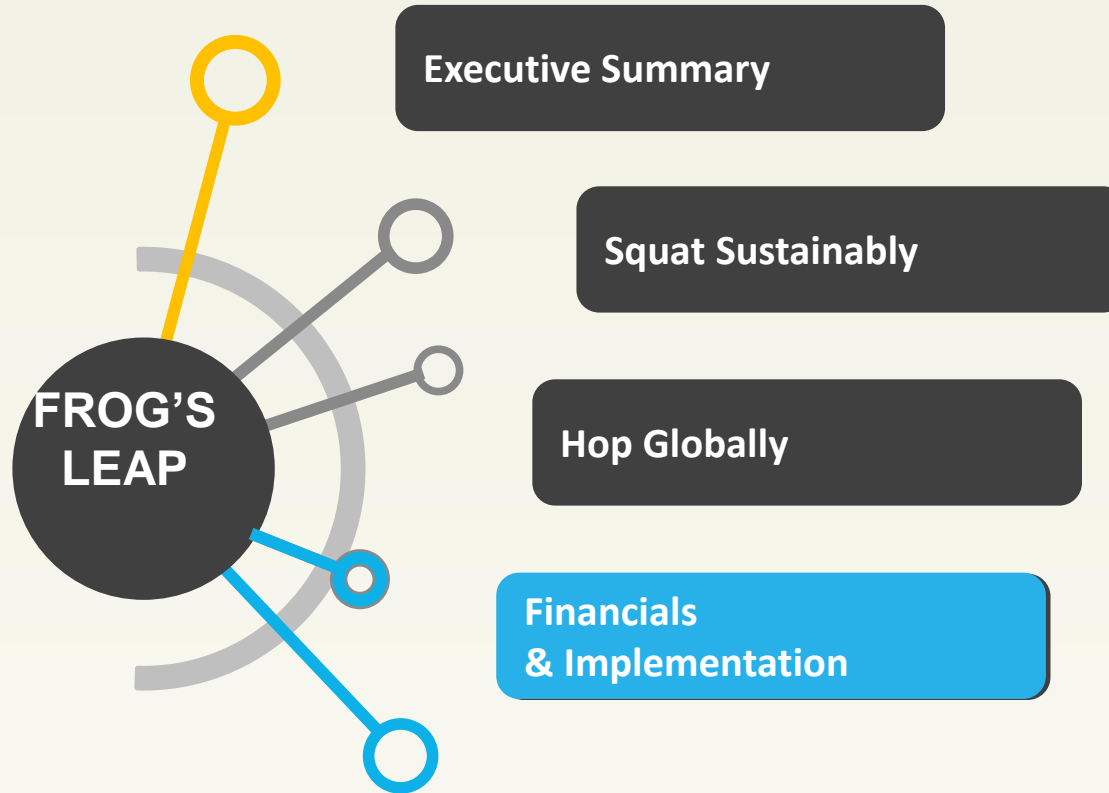 Executive Summary
Squat Sustainably
FROG’S
LEAP
Hop Globally
Financials
& Implementation